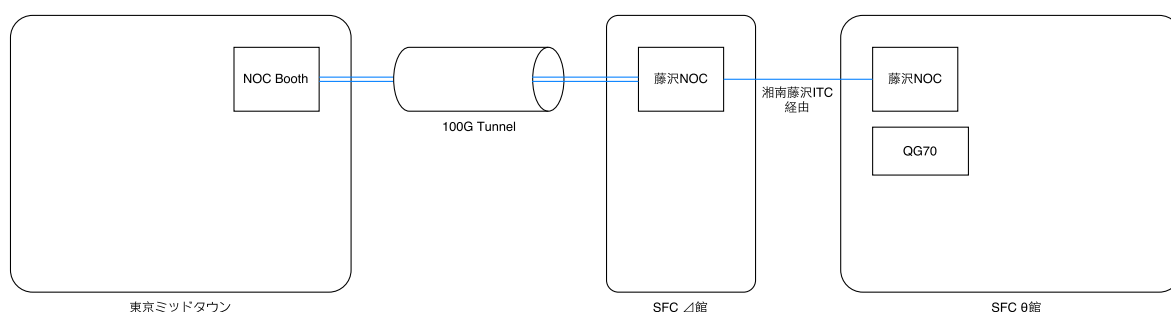 NOC Booth
100G Tunnel
藤沢NOC
湘南藤沢ITC
経由
藤沢NOC
QG70
東京ミッドタウン
SFC ⊿館
SFC θ館